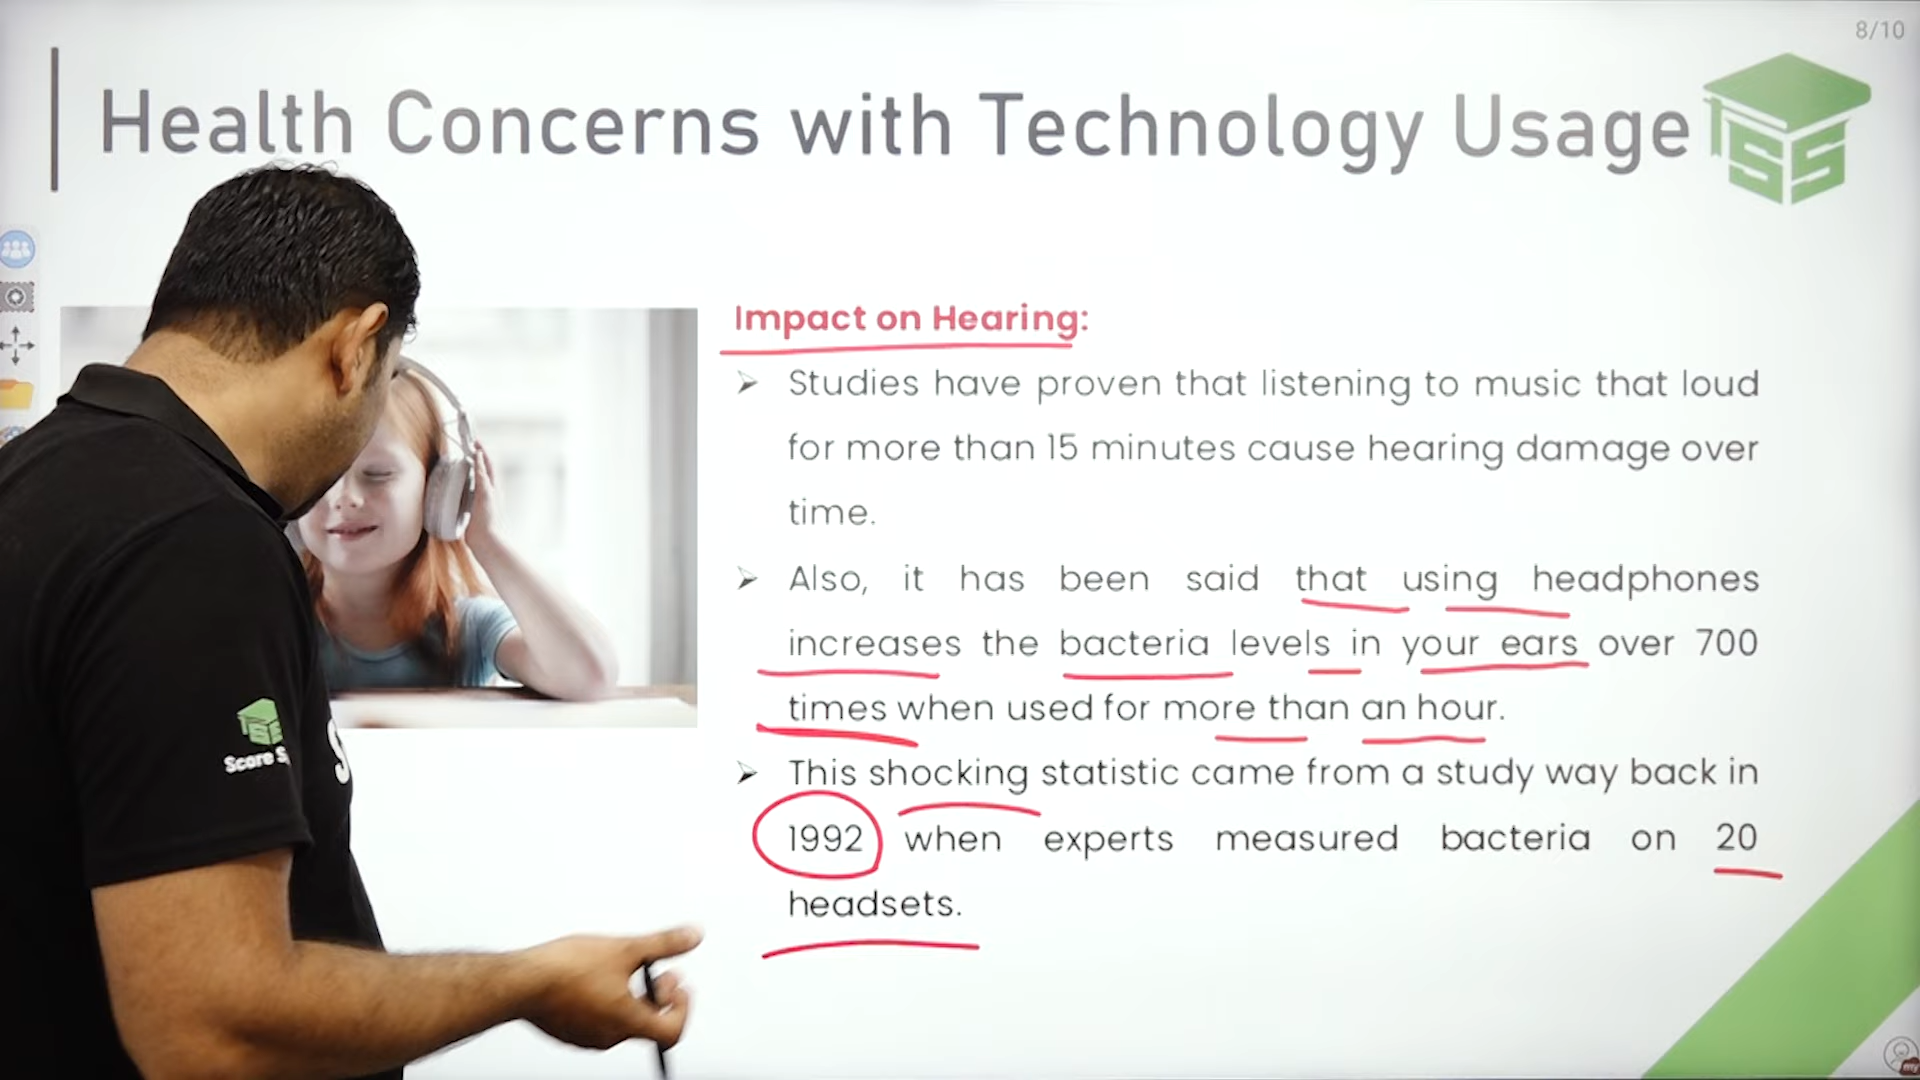 8/10
Health Concerns with Technology Usage
SS
Impact on Hearing:
➢ Studies have proven that listening to music that loud
for more than 15 minutes cause hearing damage over
time.
➢ Also, it has been said that using headphones
increases the bacteria levels in your ears over 700
times when used for more than an hour.
➢ This shocking statistic came from a study way back in
1992 when experts measured bacteria on 20
headsets.
SS
Score S
S